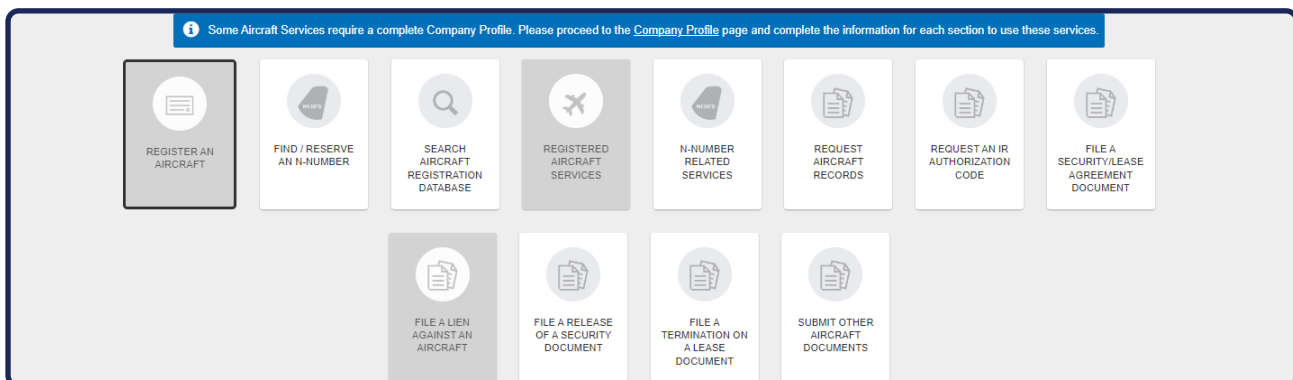 Some Aircraft Services require a complete Company Profile. Please proceed to the Company Profile page and complete the information for each section to use these services.
REGISTER AN
AIRCRAFT
FIND / RESERVE
AN N-NUMBER
SEARCH
AIRCRAFT
REGISTRATION
DATABASE
REGISTERED
AIRCRAFT
SERVICES
N-NUMBER
RELATED
SERVICES
REQUEST
AIRCRAFT
RECORDS
REQUEST AN IR
AUTHORIZATION
CODE
FILE A
SECURITY/LEASE
AGREEMENT
DOCUMENT
FILE A LIEN
AGAINST AN
AIRCRAFT
FILE A RELEASE
OF A SECURITY
DOCUMENT
FILE A
TERMINATION ON
A LEASE
DOCUMENT
SUBMIT OTHER
AIRCRAFT
DOCUMENTS